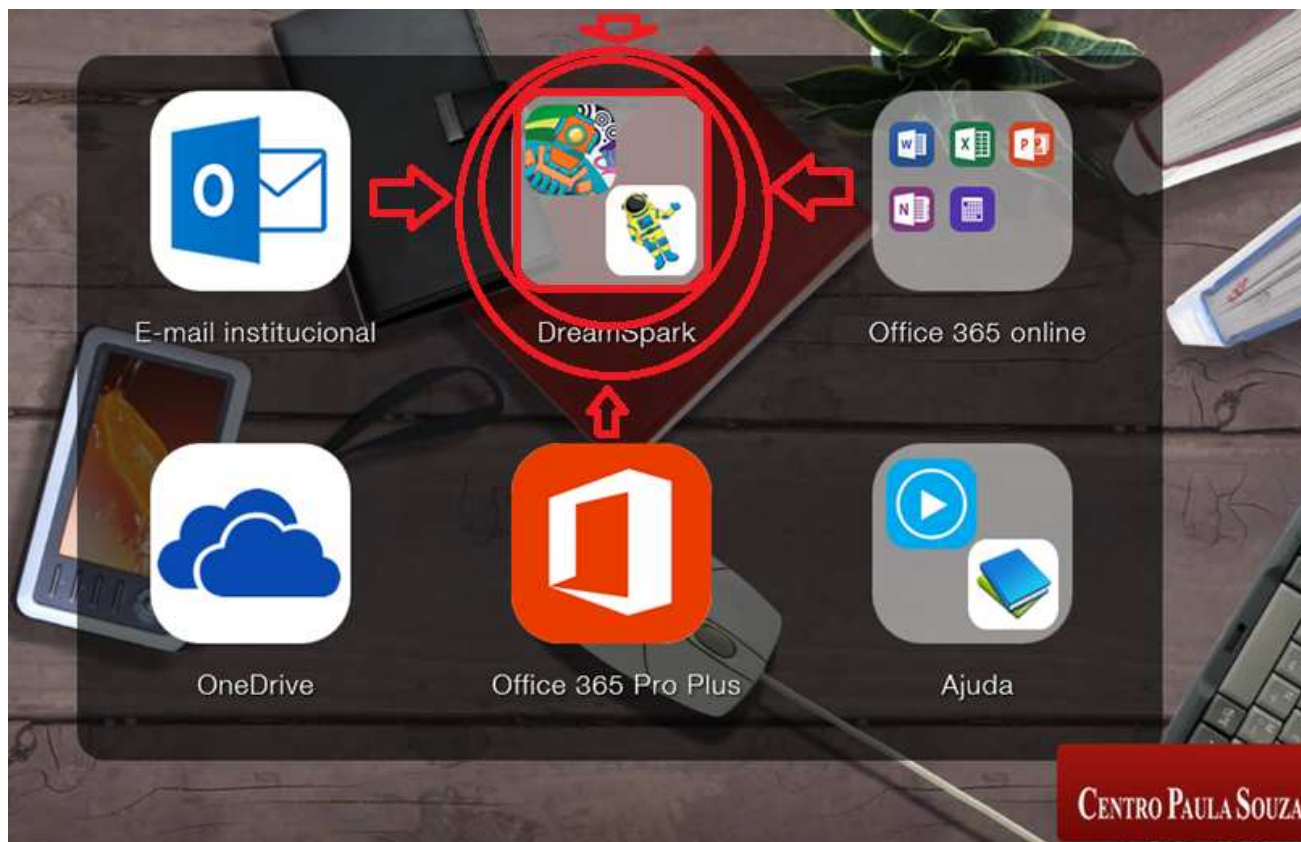 O
W
X
P
N
E-mail institucional
DreamSpark
Office 365 online
OneDrive
Office 365 Pro Plus
Ajuda
CENTRO PAULA SOUZA